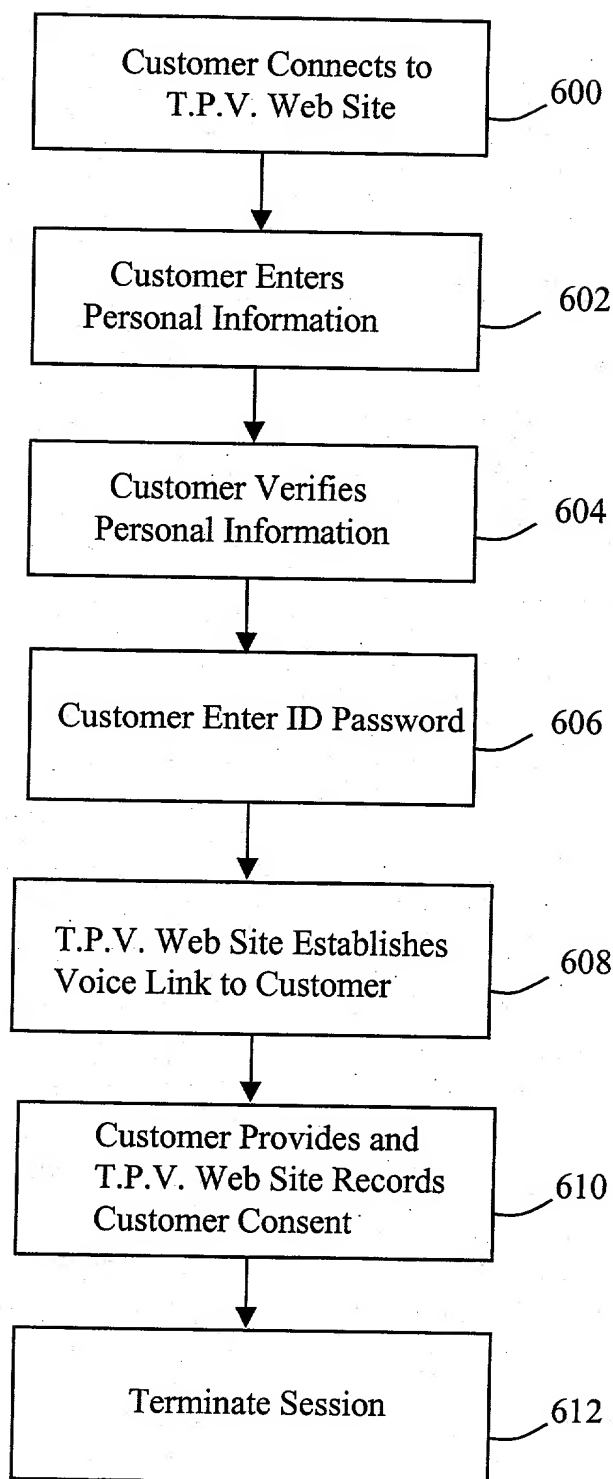 Customer Connects to
T.P.V. Web Site
600
Customer Enters
Personal Information
602
Customer Verifies
Personal Information
604
Customer Enter ID Password
606
T.P.V. Web Site Establishes
Voice Link to Customer
608
Customer Provides and
T.P.V. Web Site Records
Customer Consent
610
Terminate Session
612